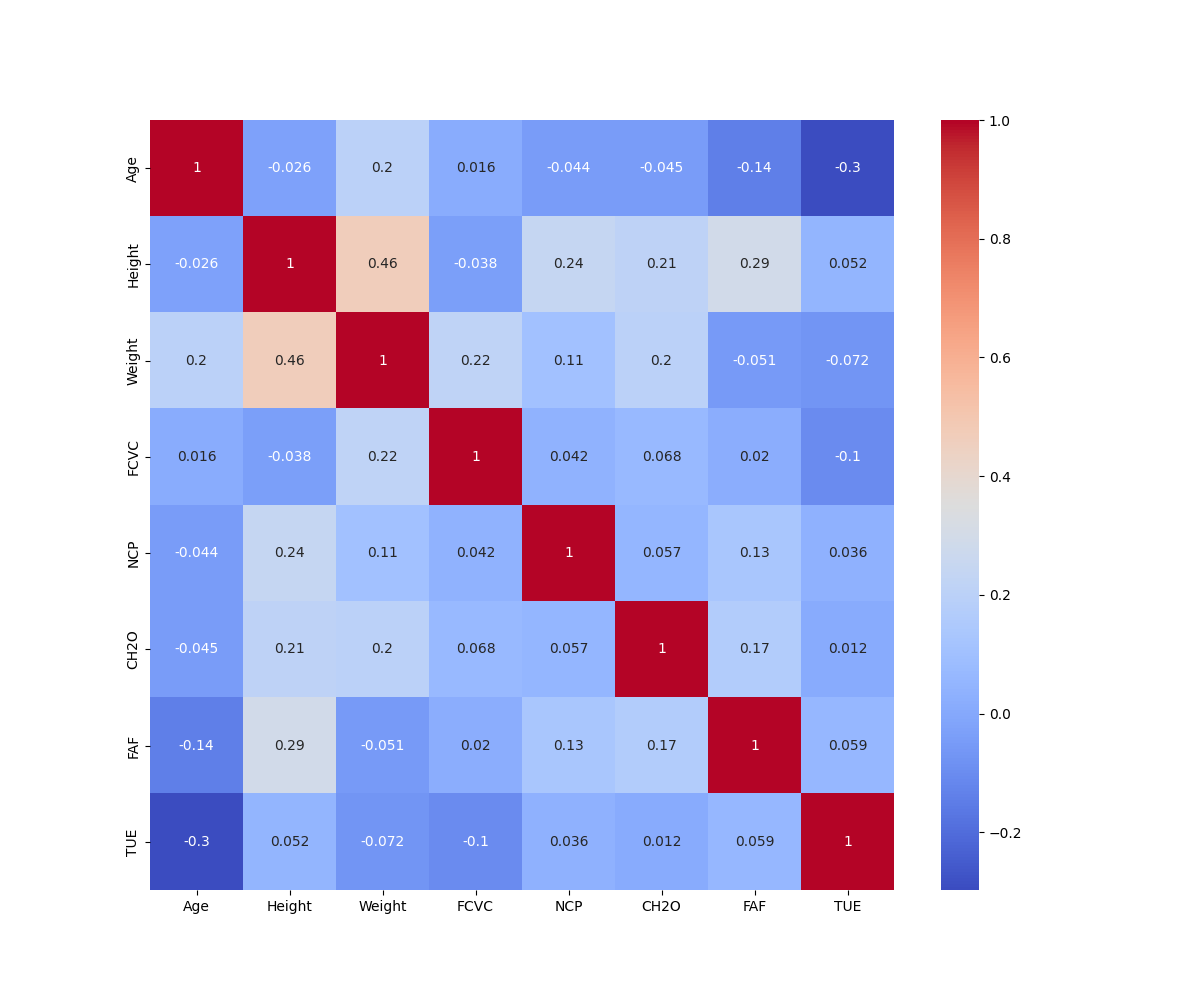 Age 1 -0.026 0.2 0.016 -0.044 -0.045 -0.14 -0.3
Height -0.026 1 0.46 -0.038 0.24 0.21 0.29 0.052
Weight 0.2 0.46 1 0.22 0.11 0.2 -0.051 -0.072
FCVC 0.016 -0.038 0.22 1 0.042 0.068 0.02 -0.1
NCP -0.044 0.24 0.11 0.042 1 0.057 0.13 0.036
CH2O -0.045 0.21 0.2 0.068 0.057 1 0.17 0.012
FAF -0.14 0.29 -0.051 0.02 0.13 0.17 1 0.059
TUE -0.3 0.052 -0.072 -0.1 0.036 0.012 0.059 1
Age Height Weight FCVC NCP CH2O FAF TUE
1.0
0.8
0.6
0.4
0.2
0.0
−0.2